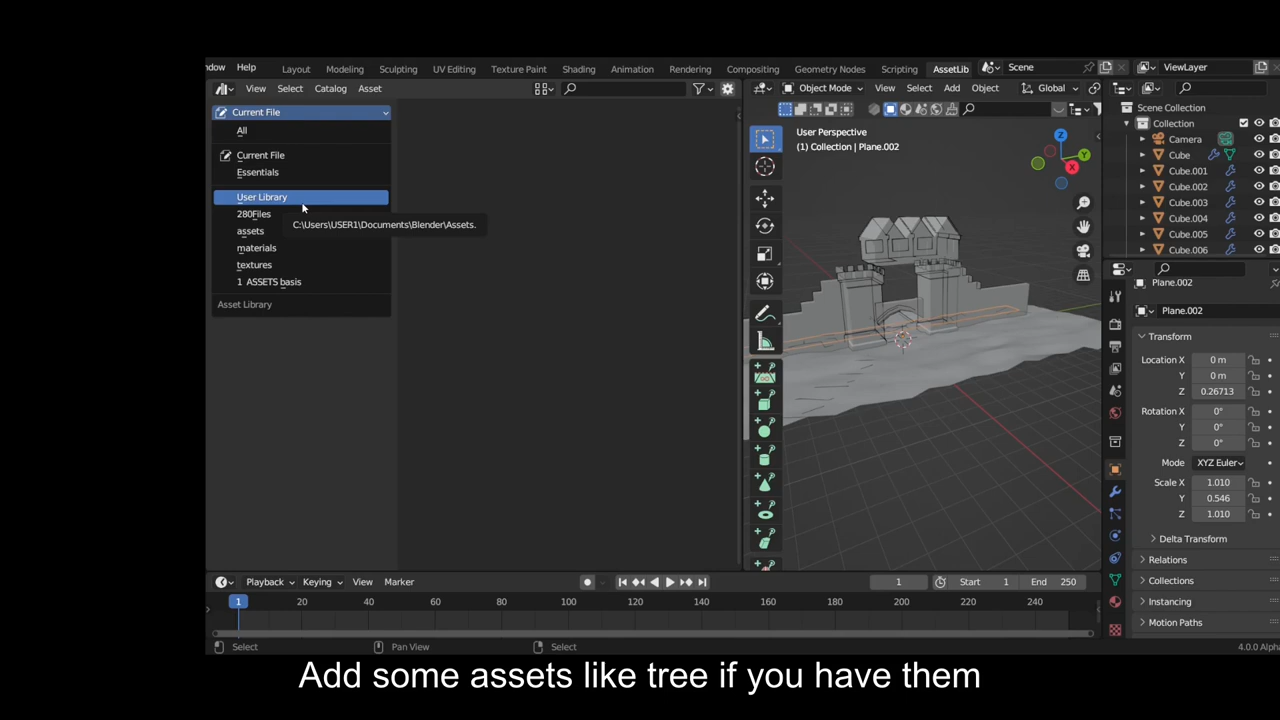 ndow Help Layout Modeling Sculpting UV Editing Texture Paint Shading Animation Rendering Compositing Geometry Nodes Scripting AssetLib Scene ViewLayer
View Select Catalog Asset
Object Mode View Select Add Object Global
Current File
All
Current File
Essentials
User Library
280Files
C:\Users\USER1\Documents\Blender\Assets.
assets
materials
textures
1 ASSETS basis
Asset Library
User Perspective
(1) Collection | Plane.002
Z
Y
X
Scene Collection
Collection
Camera
Cube
Cube.001
Cube.002
Cube.003
Cube.004
Cube.005
Cube.006
Plane.002
Plane.002
Transform
Location X 0 m
Y 0 m
Z 0.26713
Rotation X 0°
Y 0°
Z 0°
Mode XYZ Euler
Scale X 1.010
Y 0.546
Z 1.010
Delta Transform
Relations
Collections
Instancing
Motion Paths
Playback Keying View Marker 1 Start 1 End 250
1 20 40 60 80 100 120 140 160 180 200 220 240
Select Pan View Select 4.0.0 Alpha
Add some assets like tree if you have them